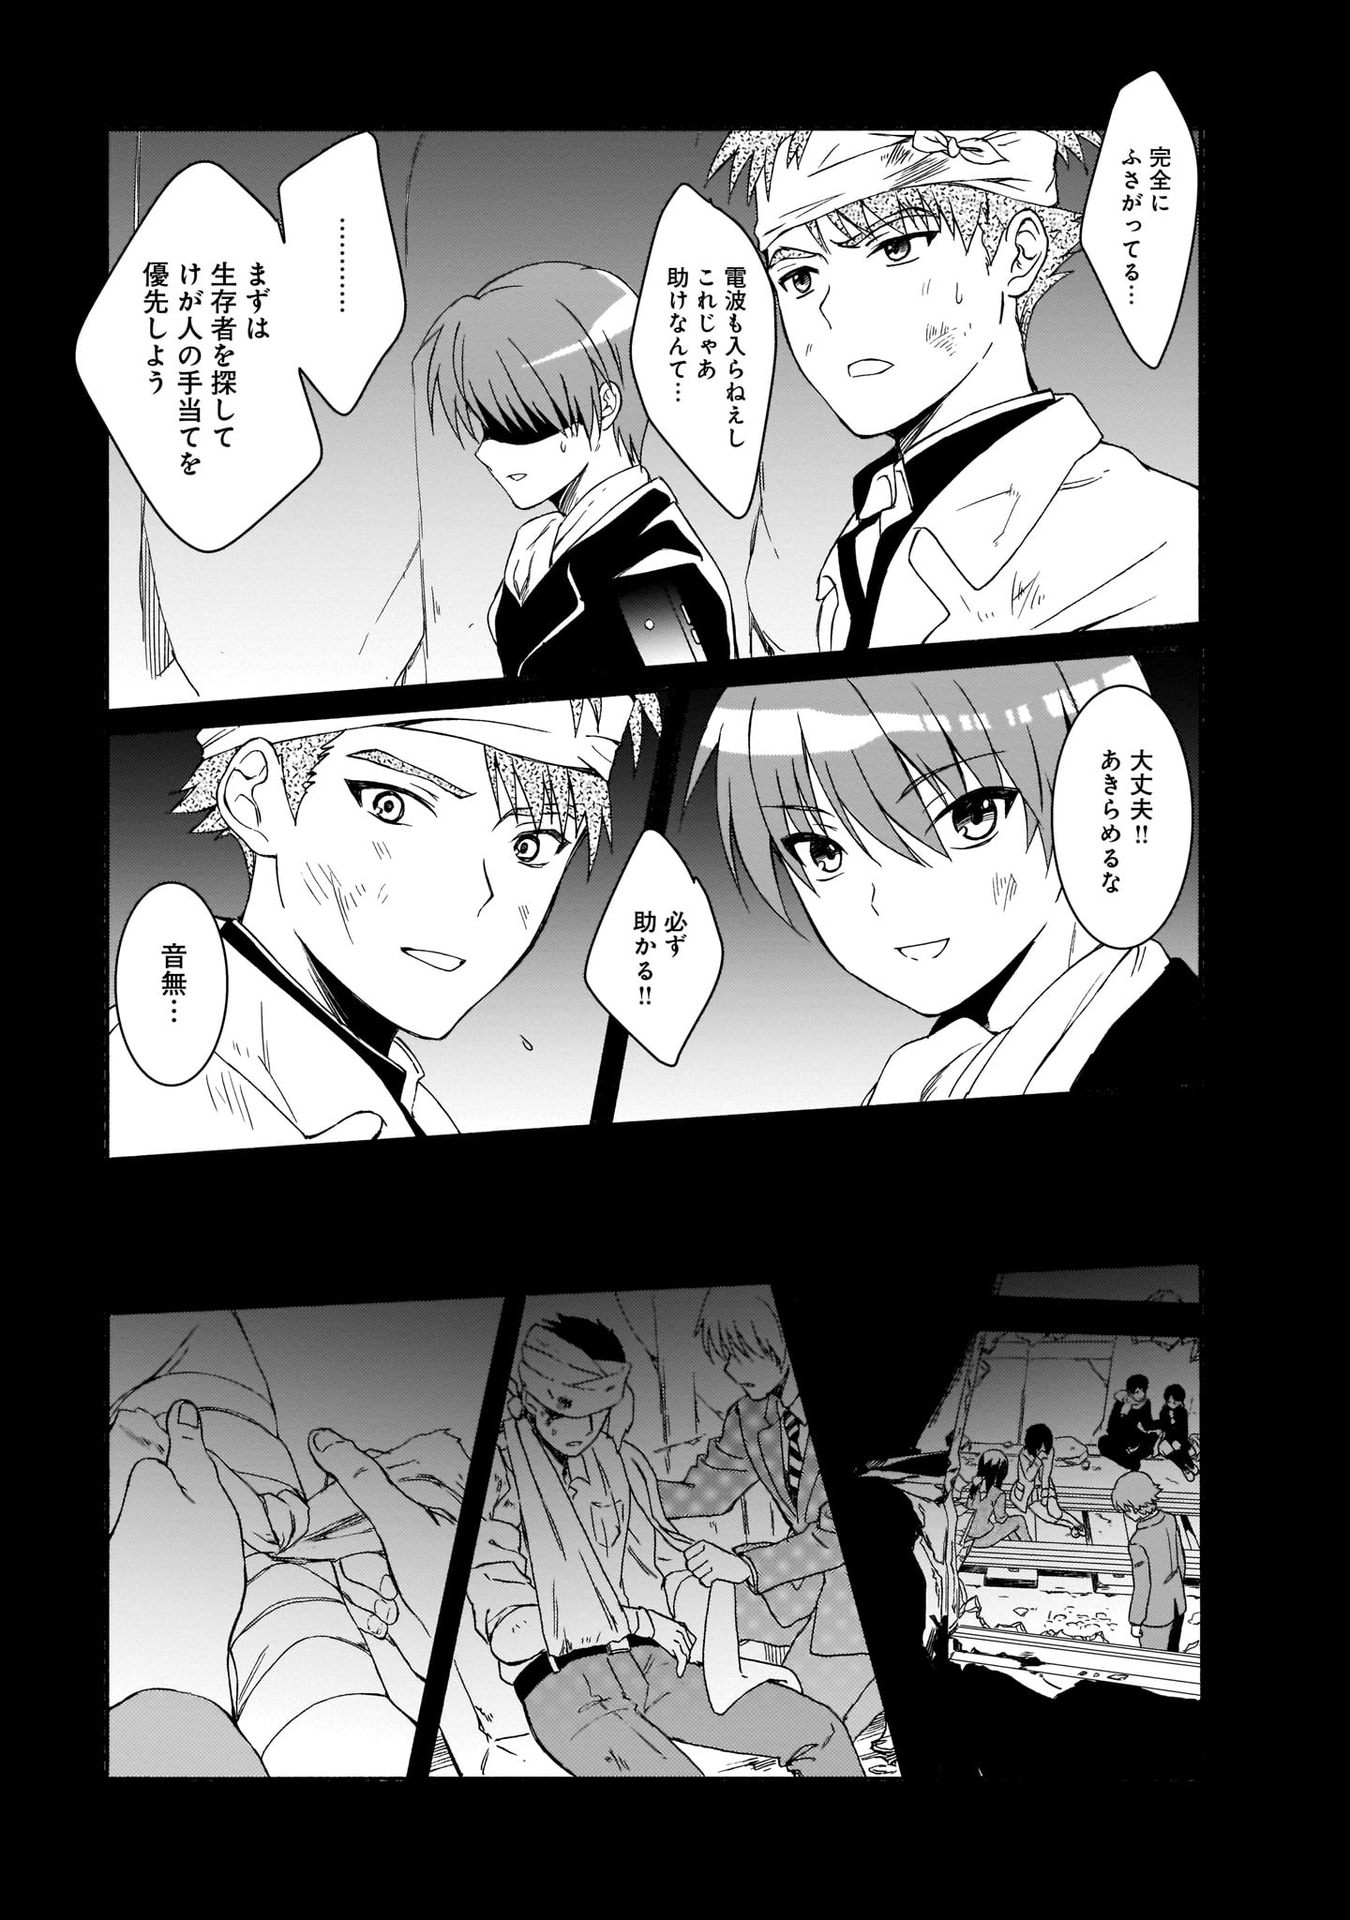 完全に
ふさがってる…
電波も入らねえし
これじゃあ
助けなんて…
…………
まずは
生存者を探して
けが人の手当てを
優先しよう
大丈夫!!
あきらめるな
必ず
助かる!!
音無…